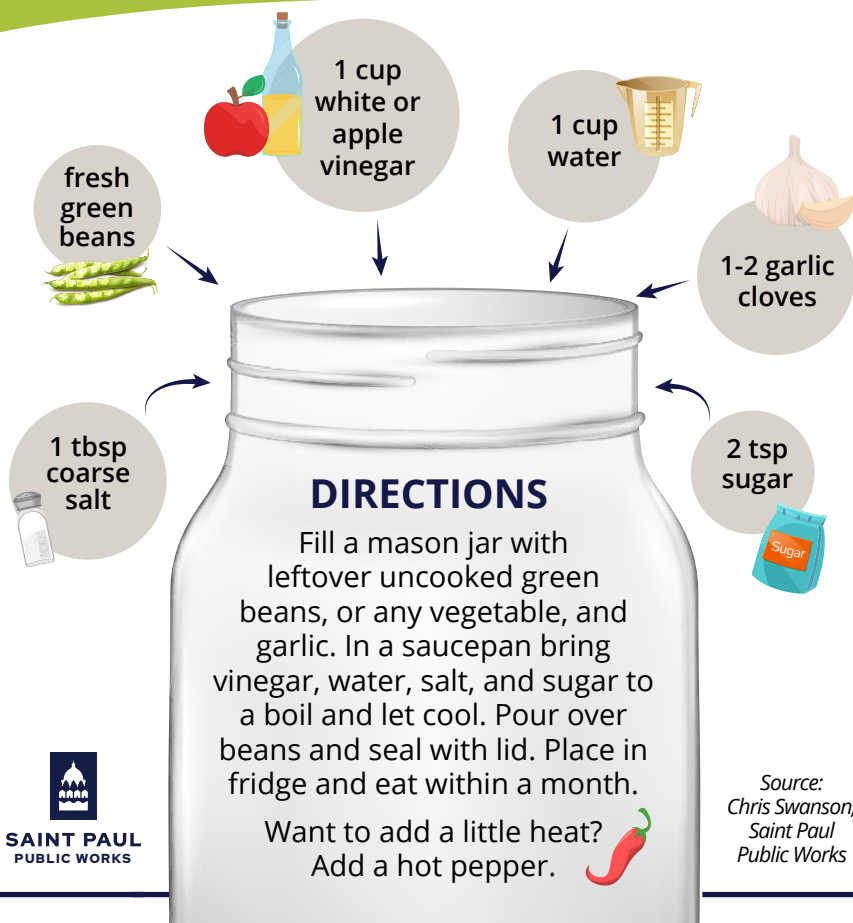 1 cup
white or
apple
vinegar
1 cup
water
fresh
green
beans
1-2 garlic
cloves
1 tbsp
coarse
salt
2 tsp
sugar
Sugar
DIRECTIONS
Fill a mason jar with
leftover uncooked green
beans, or any vegetable, and
garlic. In a saucepan bring
vinegar, water, salt, and sugar to
a boil and let cool. Pour over
beans and seal with lid. Place in
fridge and eat within a month.
Want to add a little heat?
Add a hot pepper.
SAINT PAUL
PUBLIC WORKS
Source:
Chris Swanson,
Saint Paul
Public Works